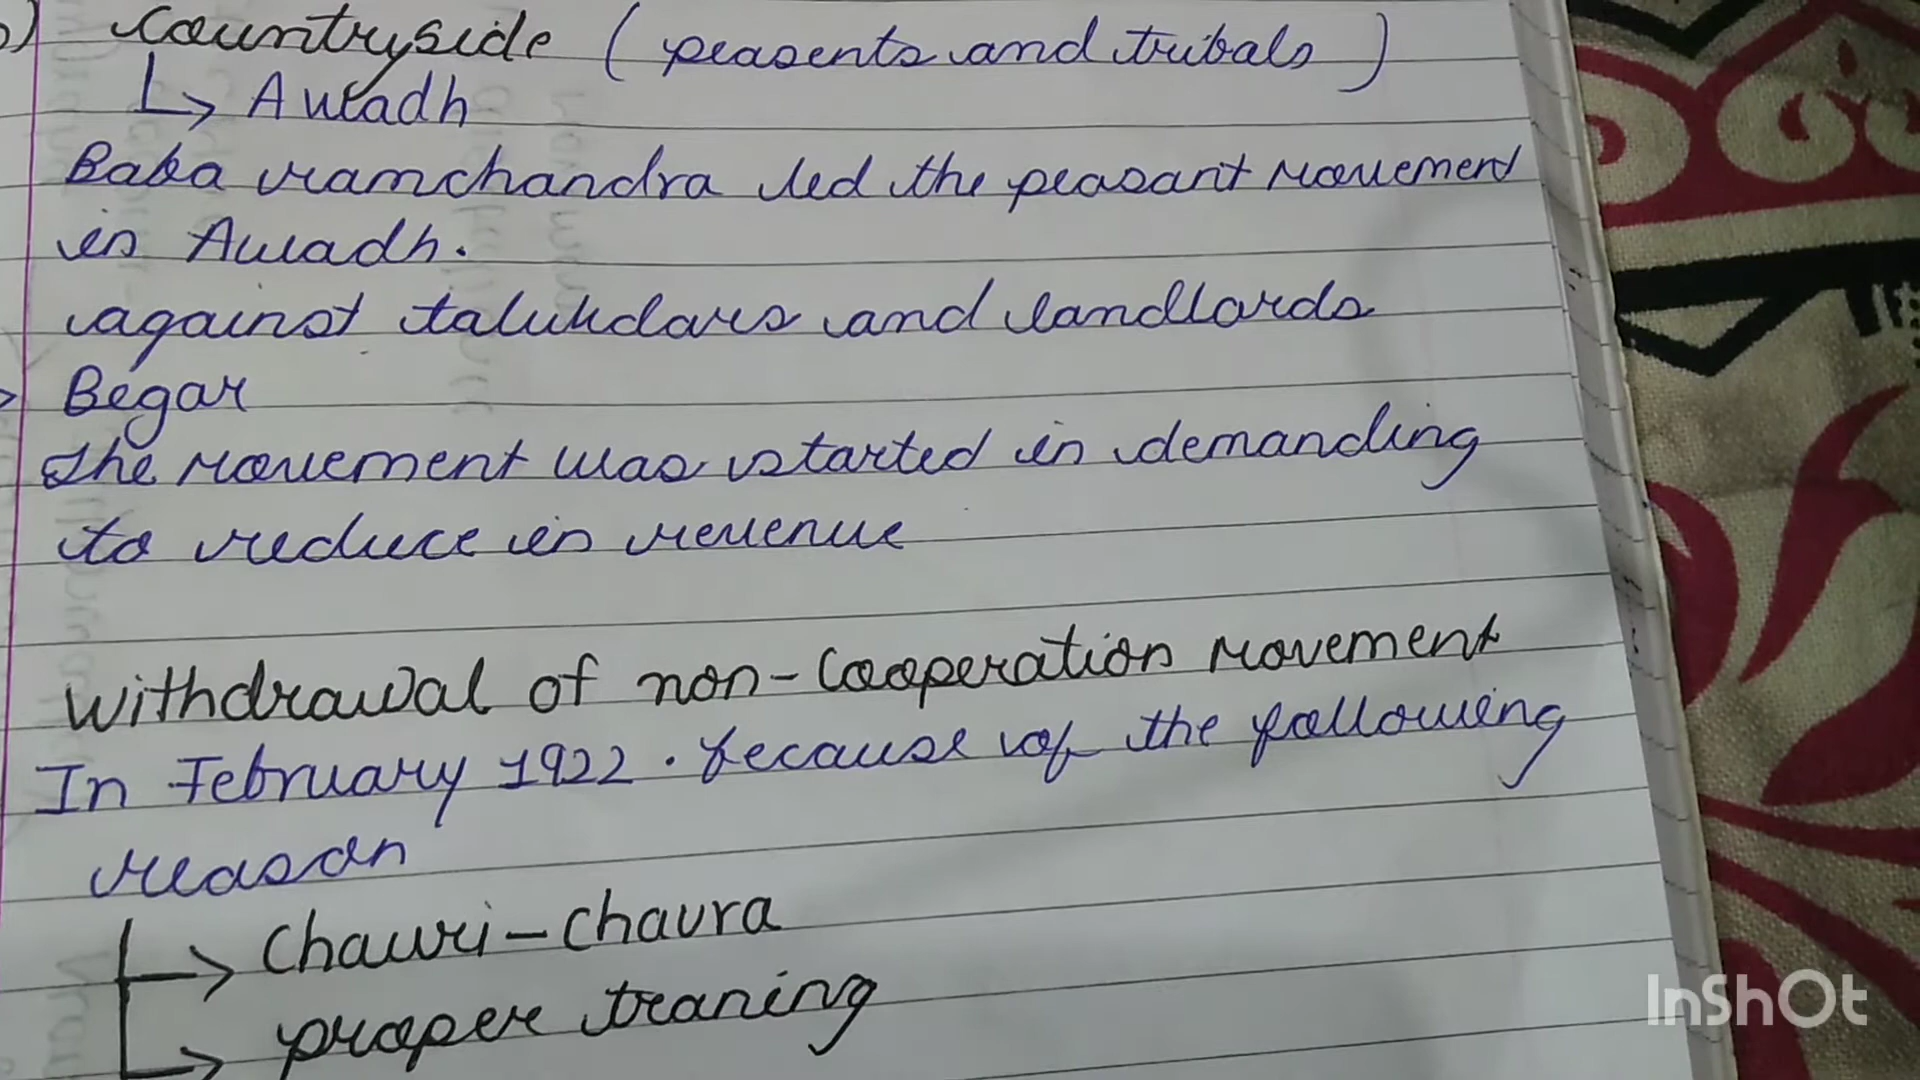 ) Countryside (peasents and tribals)
↳ Awadh
Baba ramchandra led the peasant movement
in Awadh.
against talukdars and landlords
> Begar
The movement was started in demanding
to reduce in revenue
Withdrawal of non-Cooperation movement
In February 1922. because of the following
reason
→ Chauri-Chaura
→ proper traning
InShOt